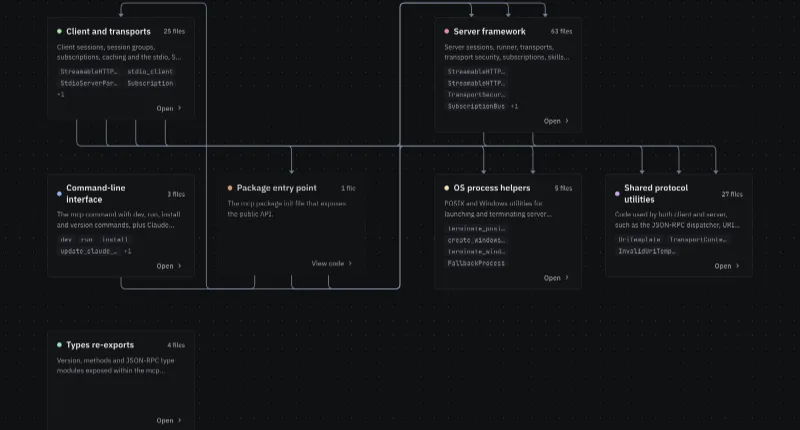 Client and transports
25 files
Client sessions, session groups,
subscriptions, caching and the stdio, S...
StreamableHTTP… stdio_client
StdioServerPar… Subscription
+1
Open
Server framework
63 files
Server sessions, runner, transports,
transport security, subscriptions, skills...
StreamableHTTP…
StreamableHTTP…
TransportSecur…
SubscriptionBus +1
Open
Command-line
interface
3 files
The mcp command with dev, run, install
and version commands, plus Claude...
dev run install
update_claude_… +1
Open
Package entry point
1 file
The mcp package init file that exposes
the public API.
View code
OS process helpers
5 files
POSIX and Windows utilities for
launching and terminating server...
terminate_posi…
create_windows…
terminate_wind…
FallbackProcess
Open
Shared protocol
utilities
27 files
Code used by both client and server,
such as the JSON-RPC dispatcher, URI...
UriTemplate TransportConte…
InvalidUriTemp…
Open
Types re-exports
4 files
Version, methods and JSON-RPC type
modules exposed within the mcp...
Open